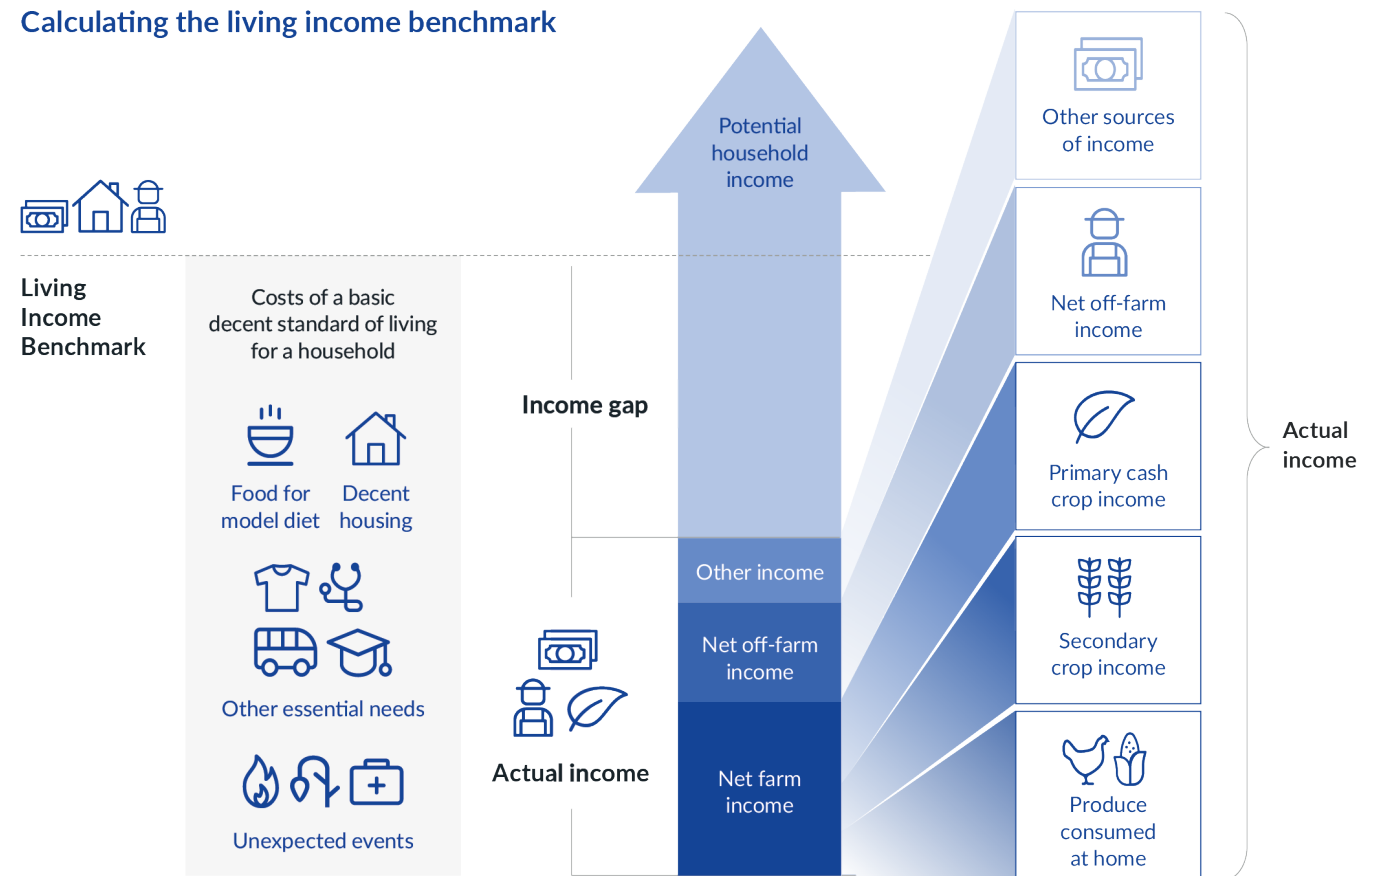 Calculating the living income benchmark
Living
Income
Benchmark
Costs of a basic
decent standard of living
for a household
Food for
model diet
Decent
housing
Other essential needs
Unexpected events
Income gap
Actual income
Potential
household
income
Other income
Net off-farm
income
Net farm
income
Other sources
of income
Net off-farm
income
Primary cash
crop income
Secondary
crop income
Produce
consumed
at home
Actual
income